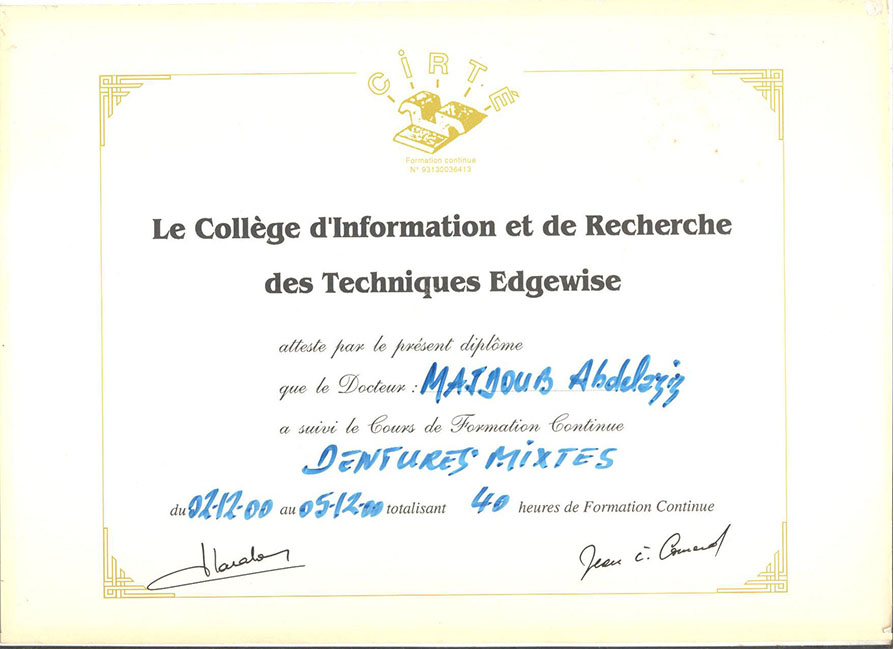 CiRTE
Formation continue
N° 93130036413
Le Collège d'Information et de Recherche
des Techniques Edgewise
atteste par le présent diplôme
que le Docteur : MAIJOUB Abdelaziz
a suivi le Cours de Formation Continue
DENTURES MIXTES
du 02-12-00 au 05-12-00 totalisant 40 heures de Formation Continue
Jean